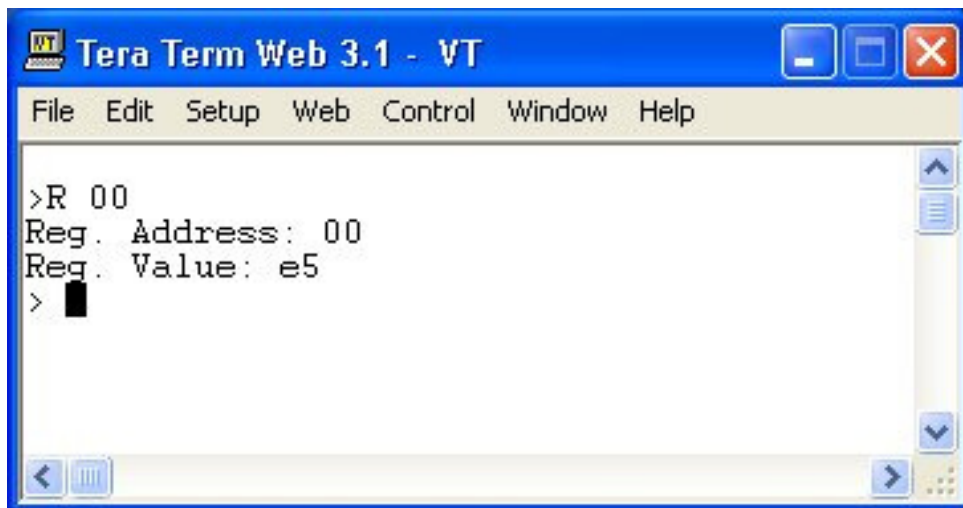 Tera Term Web 3.1 - VT
File Edit Setup Web Control Window Help
>R 00
Reg. Address: 00
Reg. Value: e5
>